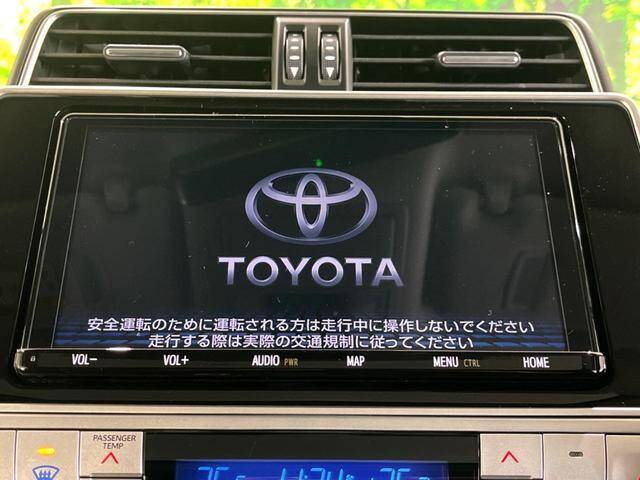 TOYOTA
安全運転のために運転される方は走行中に操作しないでください
走行する際は実際の交通規制に従ってください
VOL- VOL+ AUDIO PWR MAP MENU CTRL HOME
PASSENGER
TEMP